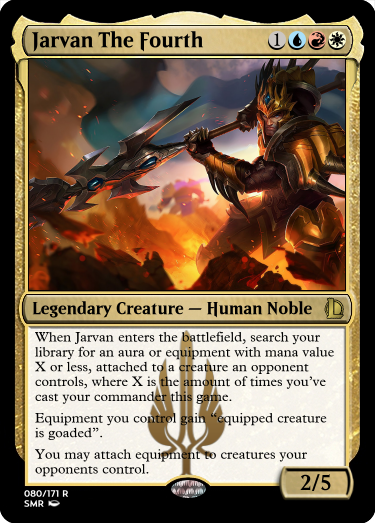 Jarvan The Fourth 1
Legendary Creature — Human Noble
When Jarvan enters the battlefield, search your
library for an aura or equipment with mana value
X or less, attached to a creature an opponent
controls, where X is the amount of times you've
cast your commander this game.
Equipment you control gain “equipped creature
is goaded”.
You may attach equipment to creatures your
opponents control.
2/5
080/171 R
SMR